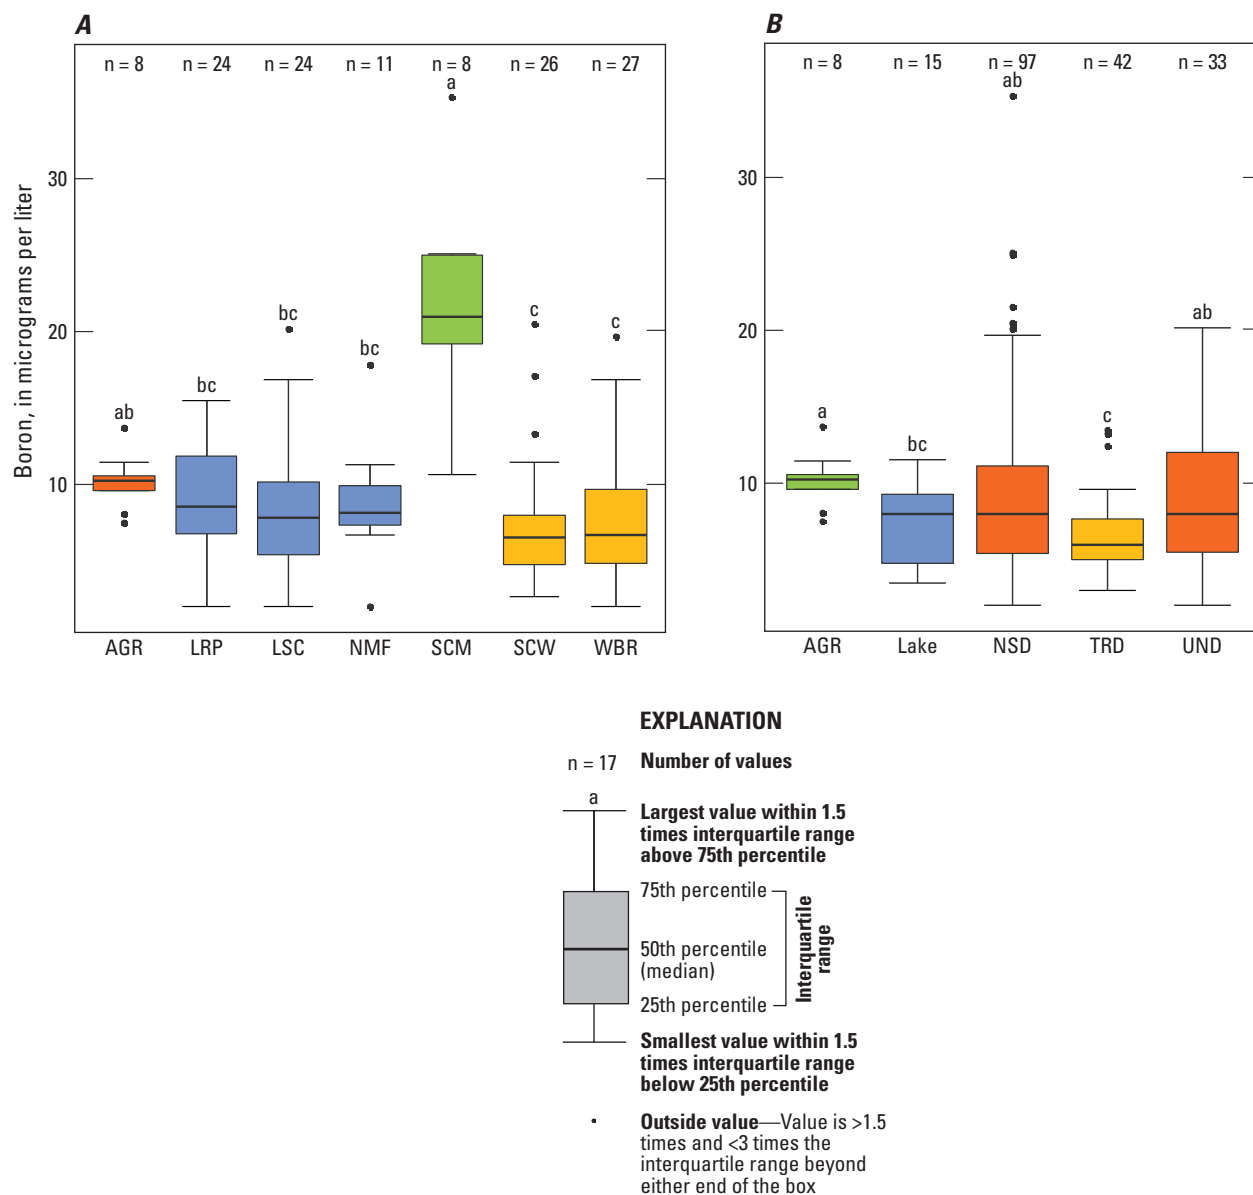 A
n = 8 n = 24 n = 24 n = 11 n = 8 n = 26 n = 27
a
30
Boron, in micrograms per liter
20
bc
c
c
bc
bc
ab
10
AGR LRP LSC NMF SCM SCW WBR
B
n = 8 n = 15 n = 97 n = 42 n = 33
ab
30
20
ab
a
c
bc
10
AGR Lake NSD TRD UND
EXPLANATION
n = 17 Number of values
a
Largest value within 1.5
times interquartile range
above 75th percentile
75th percentile
50th percentile
(median)
25th percentile
Interquartile
range
Smallest value within 1.5
times interquartile range
below 25th percentile
Outside value—Value is >1.5
times and <3 times the
interquartile range beyond
either end of the box